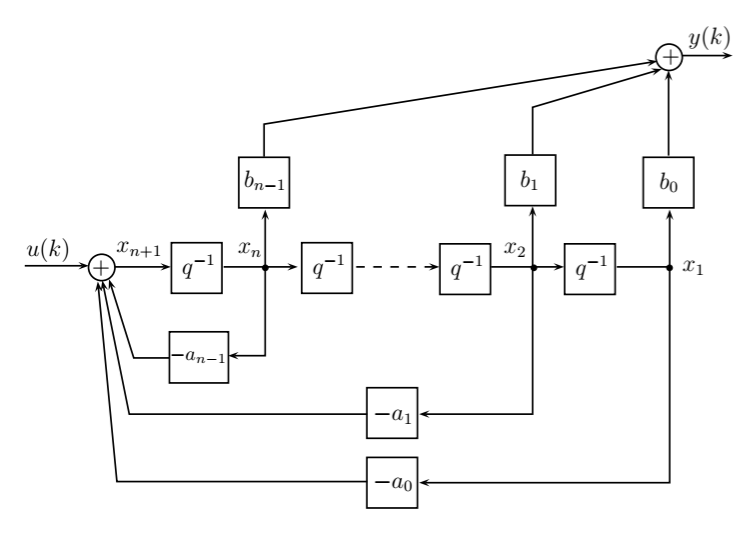 y(k)
b_{n-1}
b_1
b_0
u(k)
x_{n+1}
q^{-1}
x_n
q^{-1}
q^{-1}
x_2
q^{-1}
x_1
-a_{n-1}
-a_1
-a_0